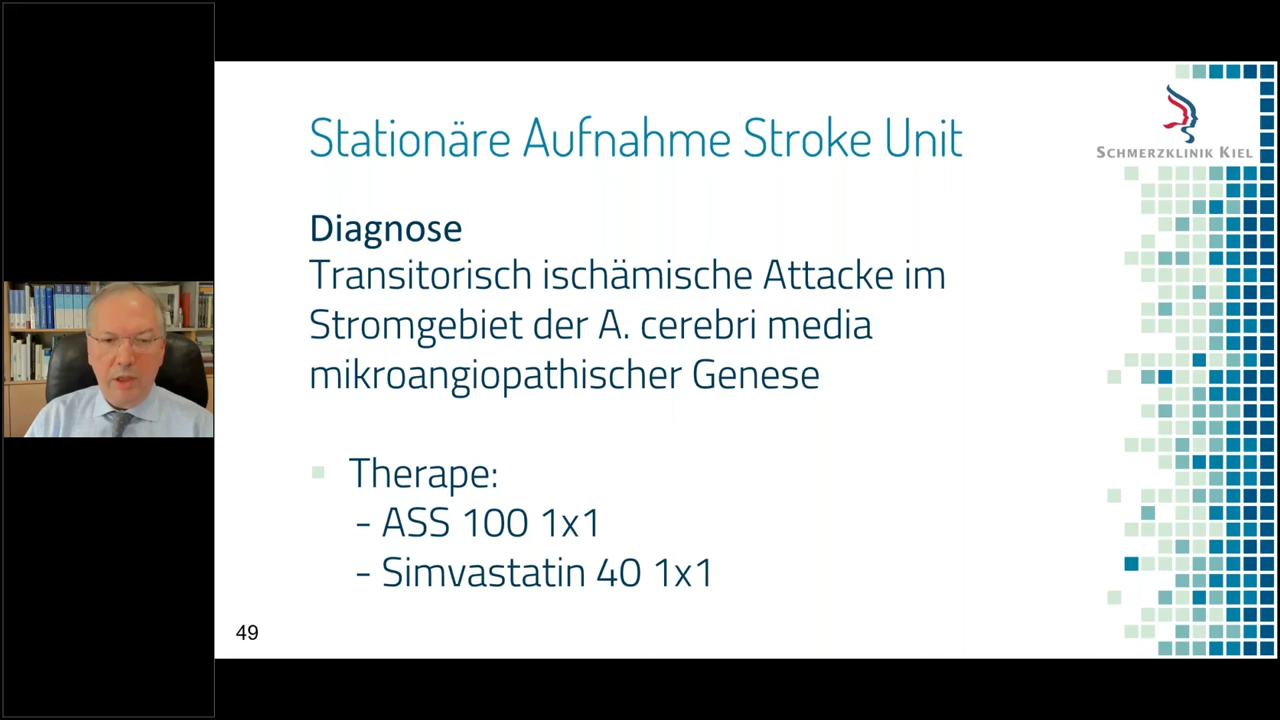 Stationäre Aufnahme Stroke Unit
SCHMERZKLINIK KIEL
Diagnose
Transitorisch ischämische Attacke im
Stromgebiet der A. cerebri media
mikroangiopathischer Genese
Therape:
- ASS 100 1x1
- Simvastatin 40 1x1
49